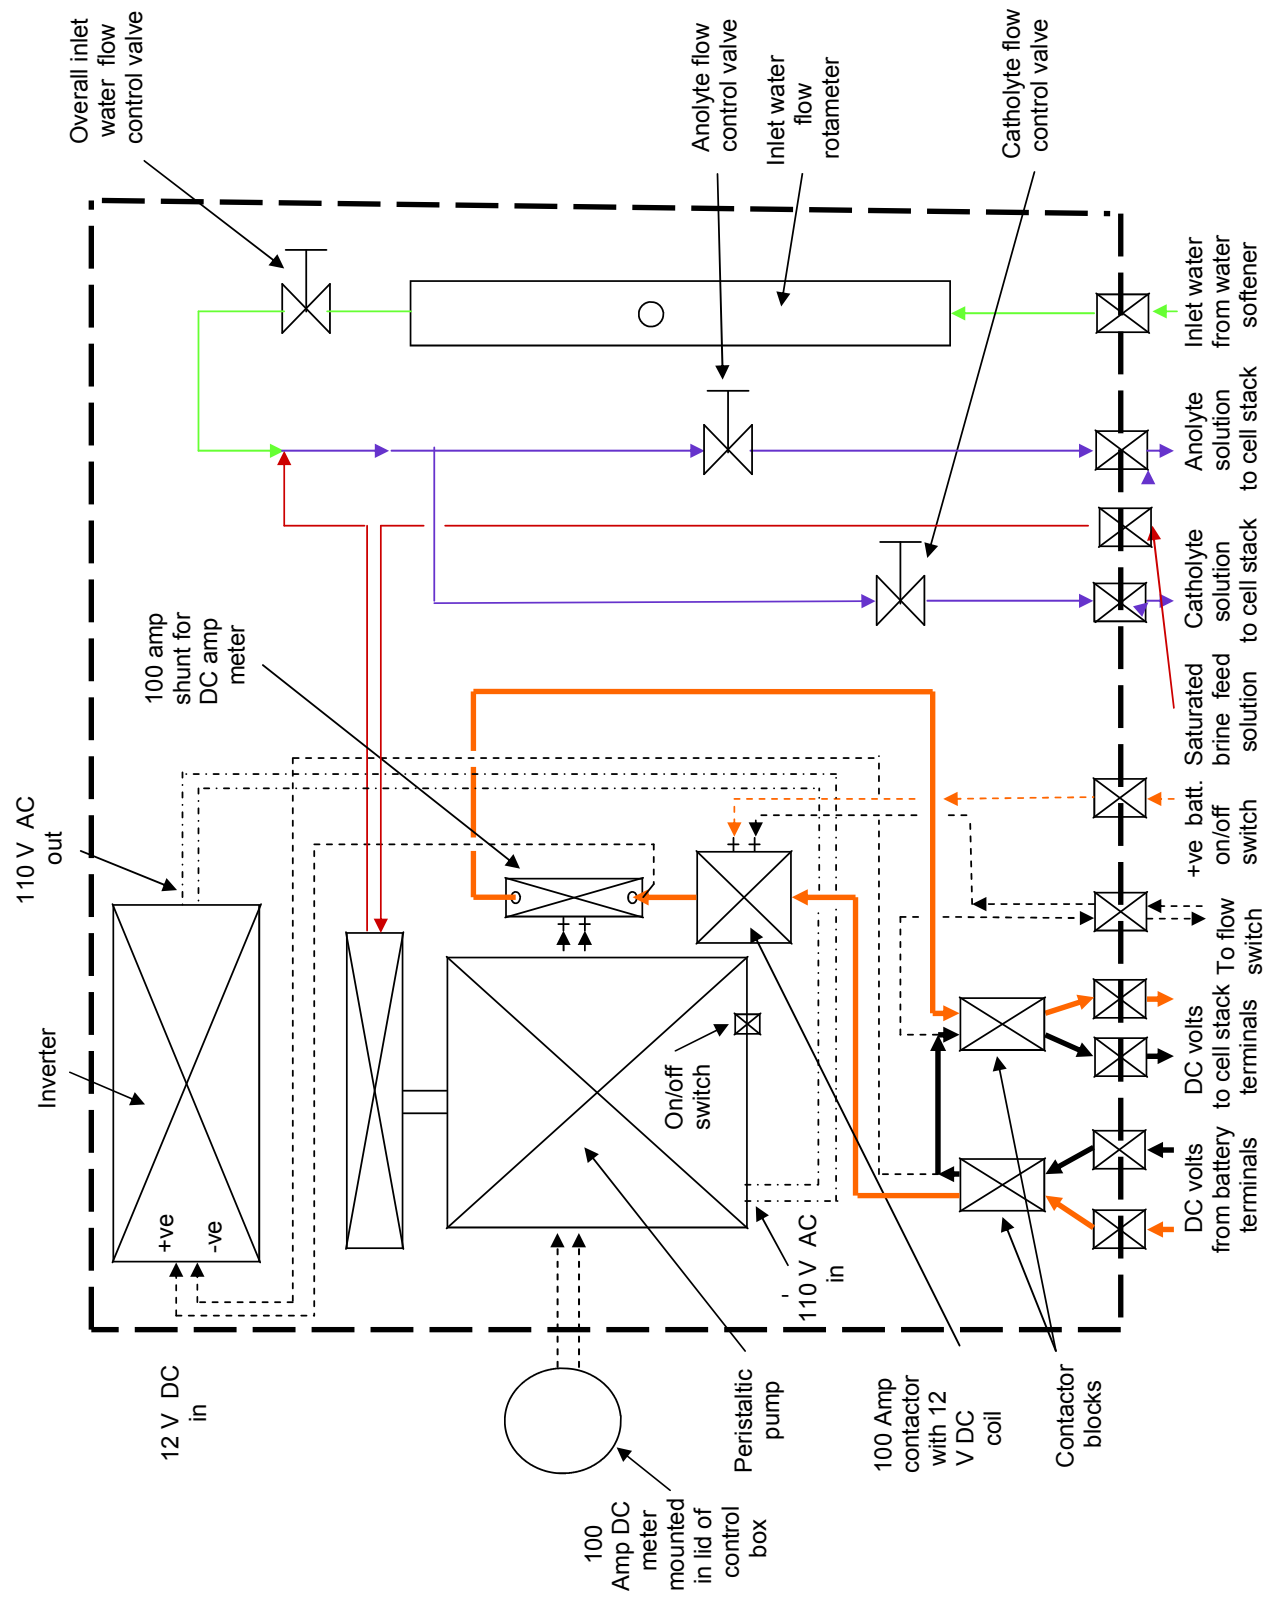 Overall inlet
water flow
control valve
Anolyte flow
control valve
Inlet water
flow
rotameter
Catholyte flow
control valve
100 amp
shunt for
DC amp
meter
110 V AC
out
Inverter
+ve
-ve
12 V DC
in
On/off
switch
110 V AC
in
100
Amp DC
meter
mounted
in lid of
control
box
Peristaltic
pump
100 Amp
contactor
with 12
V DC
coil
Contactor
blocks
DC volts
from battery
terminals
DC volts
to cell stack
terminals
To flow
switch
+ve batt.
on/off
switch
Saturated
brine feed
solution
Catholyte
solution
to cell stack
Anolyte
solution
to cell stack
Inlet water
from water
softener